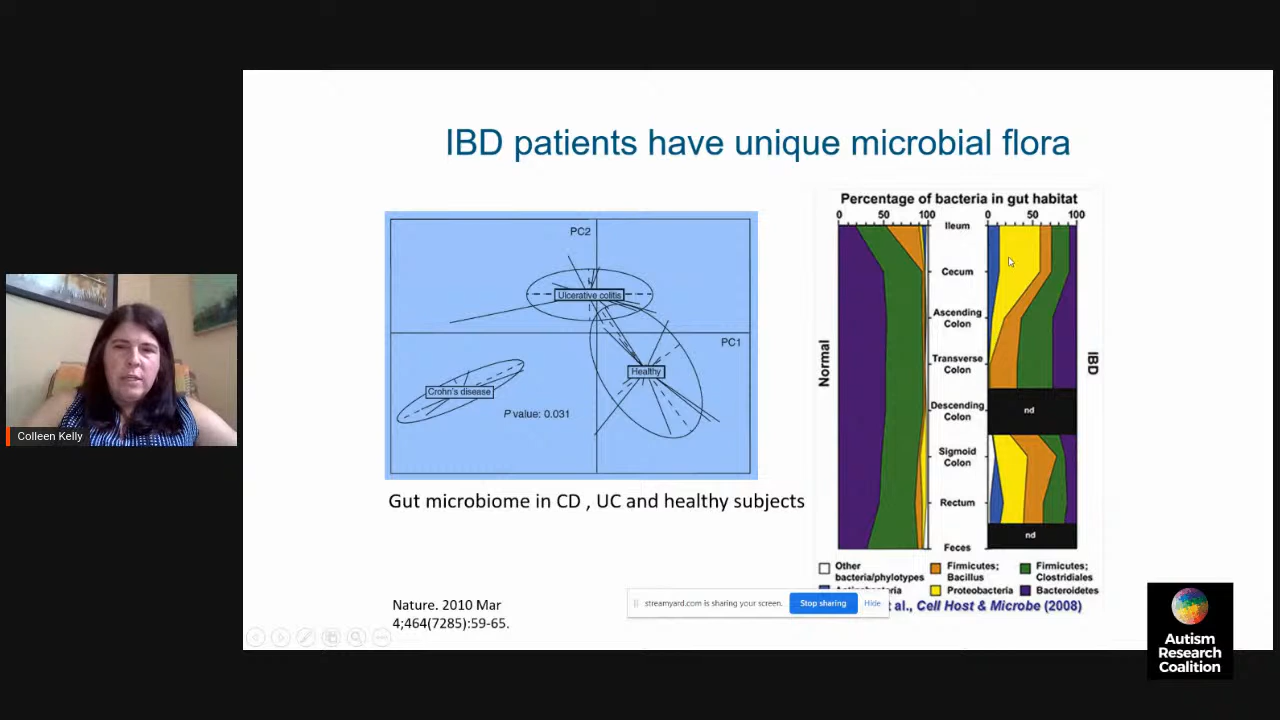 IBD patients have unique microbial flora
PC2
Ulcerative colitis
PC1
Healthy
Crohn's disease
P value: 0.031
Gut microbiome in CD , UC and healthy subjects
Nature. 2010 Mar
4;464(7285):59-65.
Percentage of bacteria in gut habitat
0 50 100 0 50 100
Ileum
Cecum
Ascending
Colon
Transverse
Colon
Descending
Colon
Sigmoid
Colon
Rectum
Feces
Normal
IBD
nd
nd
Other
bacteria/phylotypes
Firmicutes;
Bacillus
Firmicutes;
Clostridiales
Proteobacteria
Bacteroidetes
streamyard.com is sharing your screen.
Stop sharing
Hide
al., Cell Host & Microbe (2008)
Colleen Kelly
Autism
Research
Coalition